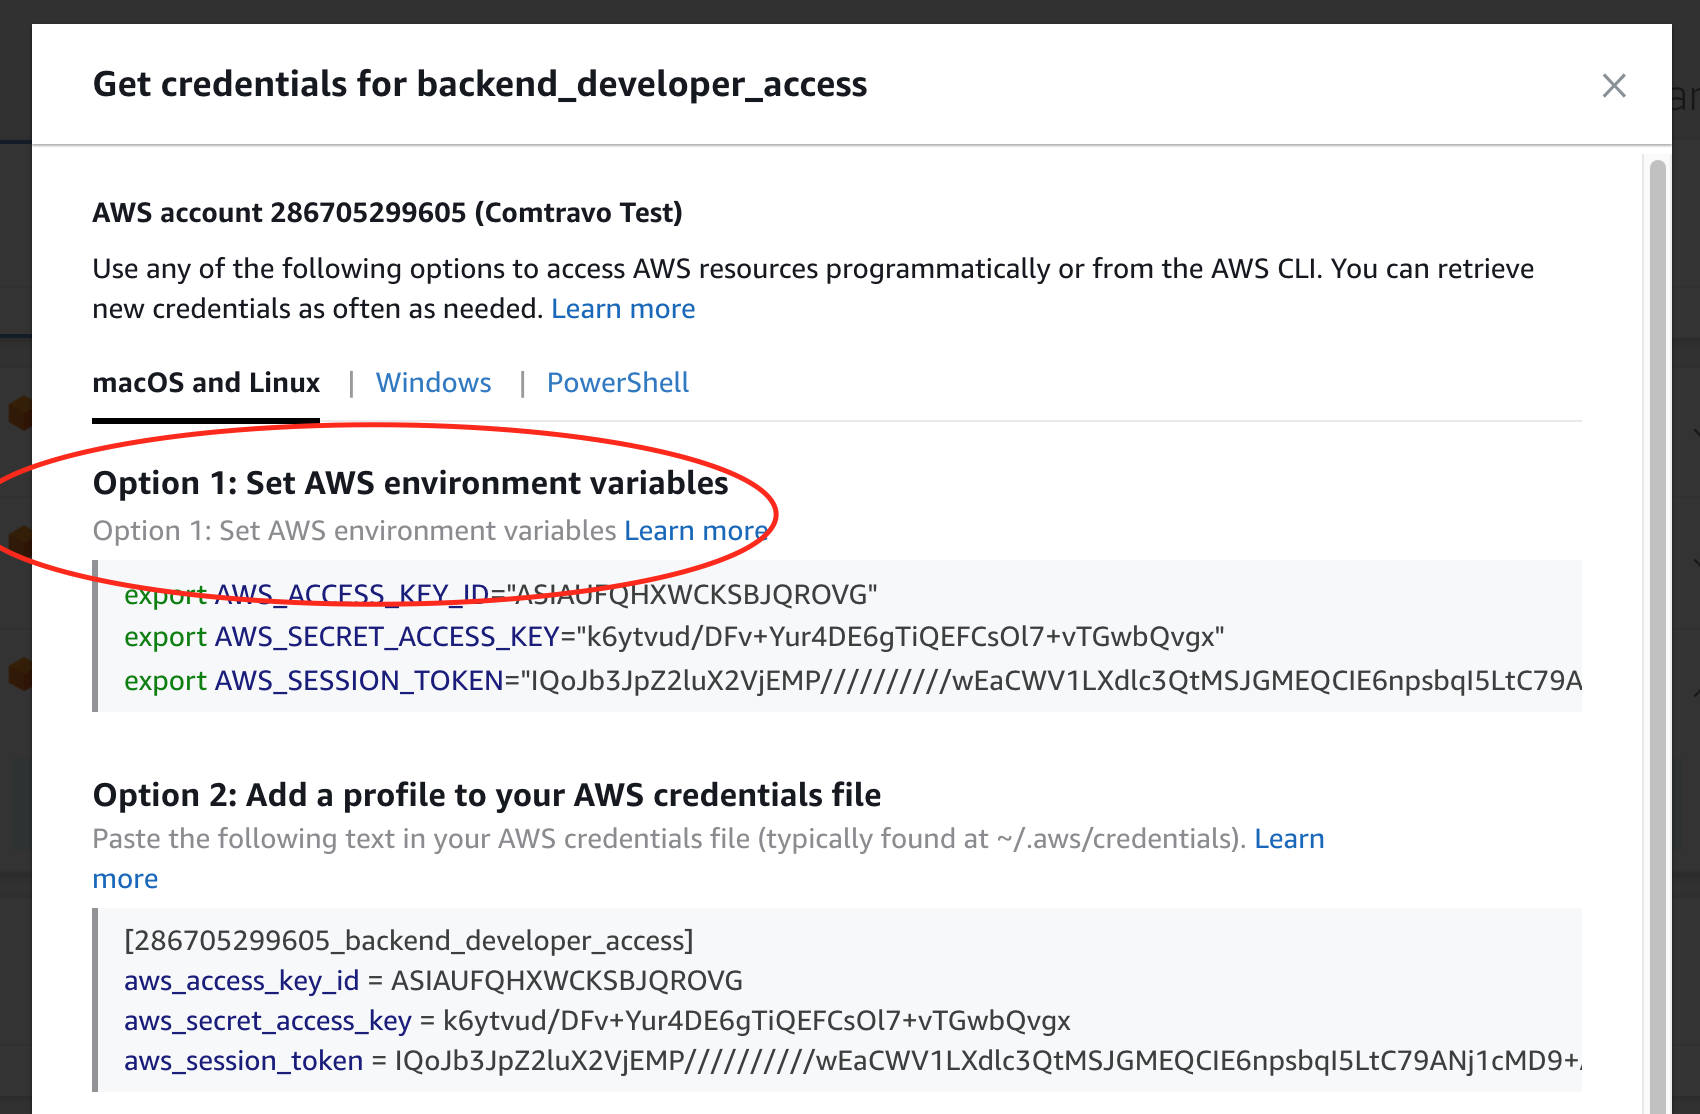 Get credentials for backend_developer_access
AWS account 286705299605 (Comtravo Test)
Use any of the following options to access AWS resources programmatically or from the AWS CLI. You can retrieve
new credentials as often as needed. Learn more
macOS and Linux | Windows | PowerShell
Option 1: Set AWS environment variables
Option 1: Set AWS environment variables Learn more
export AWS_ACCESS_KEY_ID="ASIAUFQHXWCKSBJQROVG"
export AWS_SECRET_ACCESS_KEY="k6ytvud/DFv+Yur4DE6gTiQEFCsOl7+vTGwbQvgx"
export AWS_SESSION_TOKEN="IQoJb3JpZ2luX2VjEMP//////////wEaCWV1LXdlc3QtMSJGMEQCIE6npsbqI5LtC79A
Option 2: Add a profile to your AWS credentials file
Paste the following text in your AWS credentials file (typically found at ~/.aws/credentials). Learn
more
[286705299605_backend_developer_access]
aws_access_key_id = ASIAUFQHXWCKSBJQROVG
aws_secret_access_key = k6ytvud/DFv+Yur4DE6gTiQEFCsOl7+vTGwbQvgx
aws_session_token = IQoJb3JpZ2luX2VjEMP//////////wEaCWV1LXdlc3QtMSJGMEQCIE6npsbqI5LtC79ANj1cMD9+